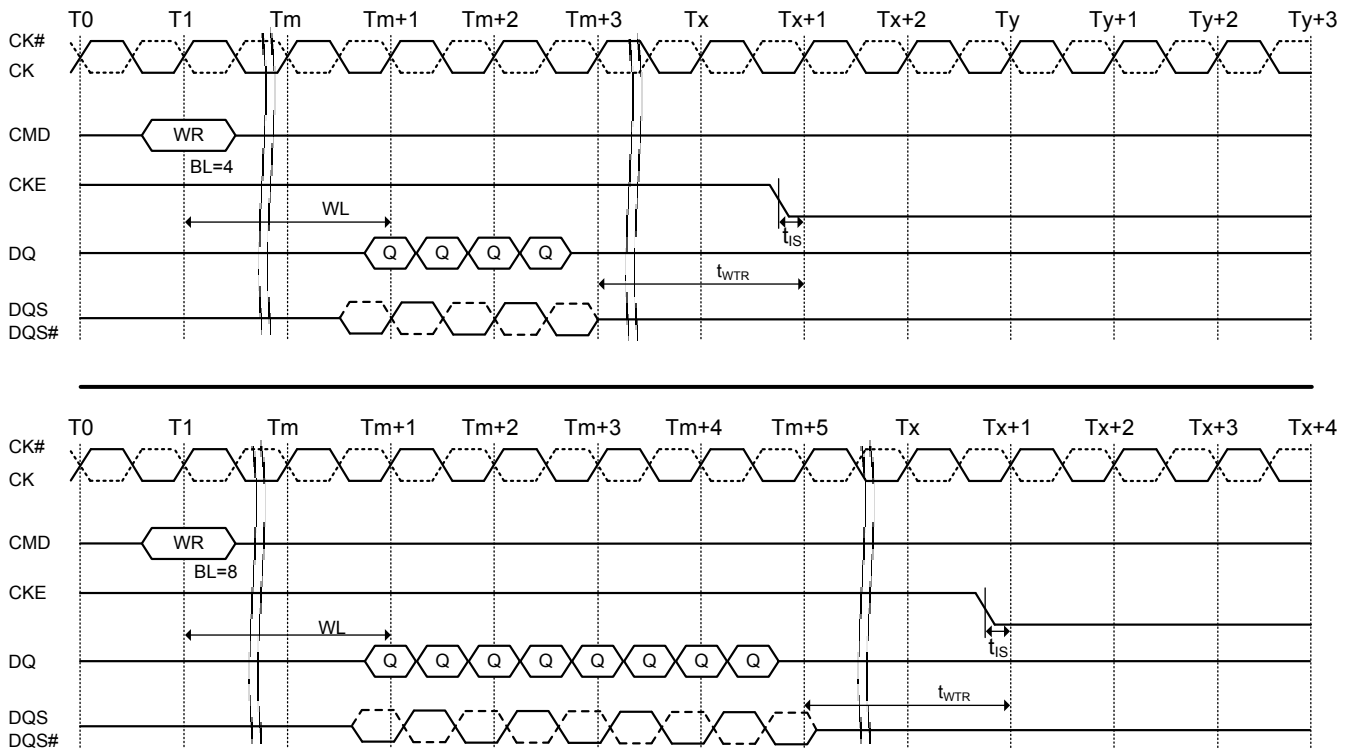 T0 T1 Tm Tm+1 Tm+2 Tm+3 Tx Tx+1 Tx+2 Ty Ty+1 Ty+2 Ty+3
CK#
CK
CMD WR
BL=4
CKE
WL
tIS
DQ Q Q Q Q
tWTR
DQS
DQS#
T0 T1 Tm Tm+1 Tm+2 Tm+3 Tm+4 Tm+5 Tx Tx+1 Tx+2 Tx+3 Tx+4
CK#
CK
CMD WR
BL=8
CKE
WL
tIS
DQ Q Q Q Q Q Q Q Q
tWTR
DQS
DQS#